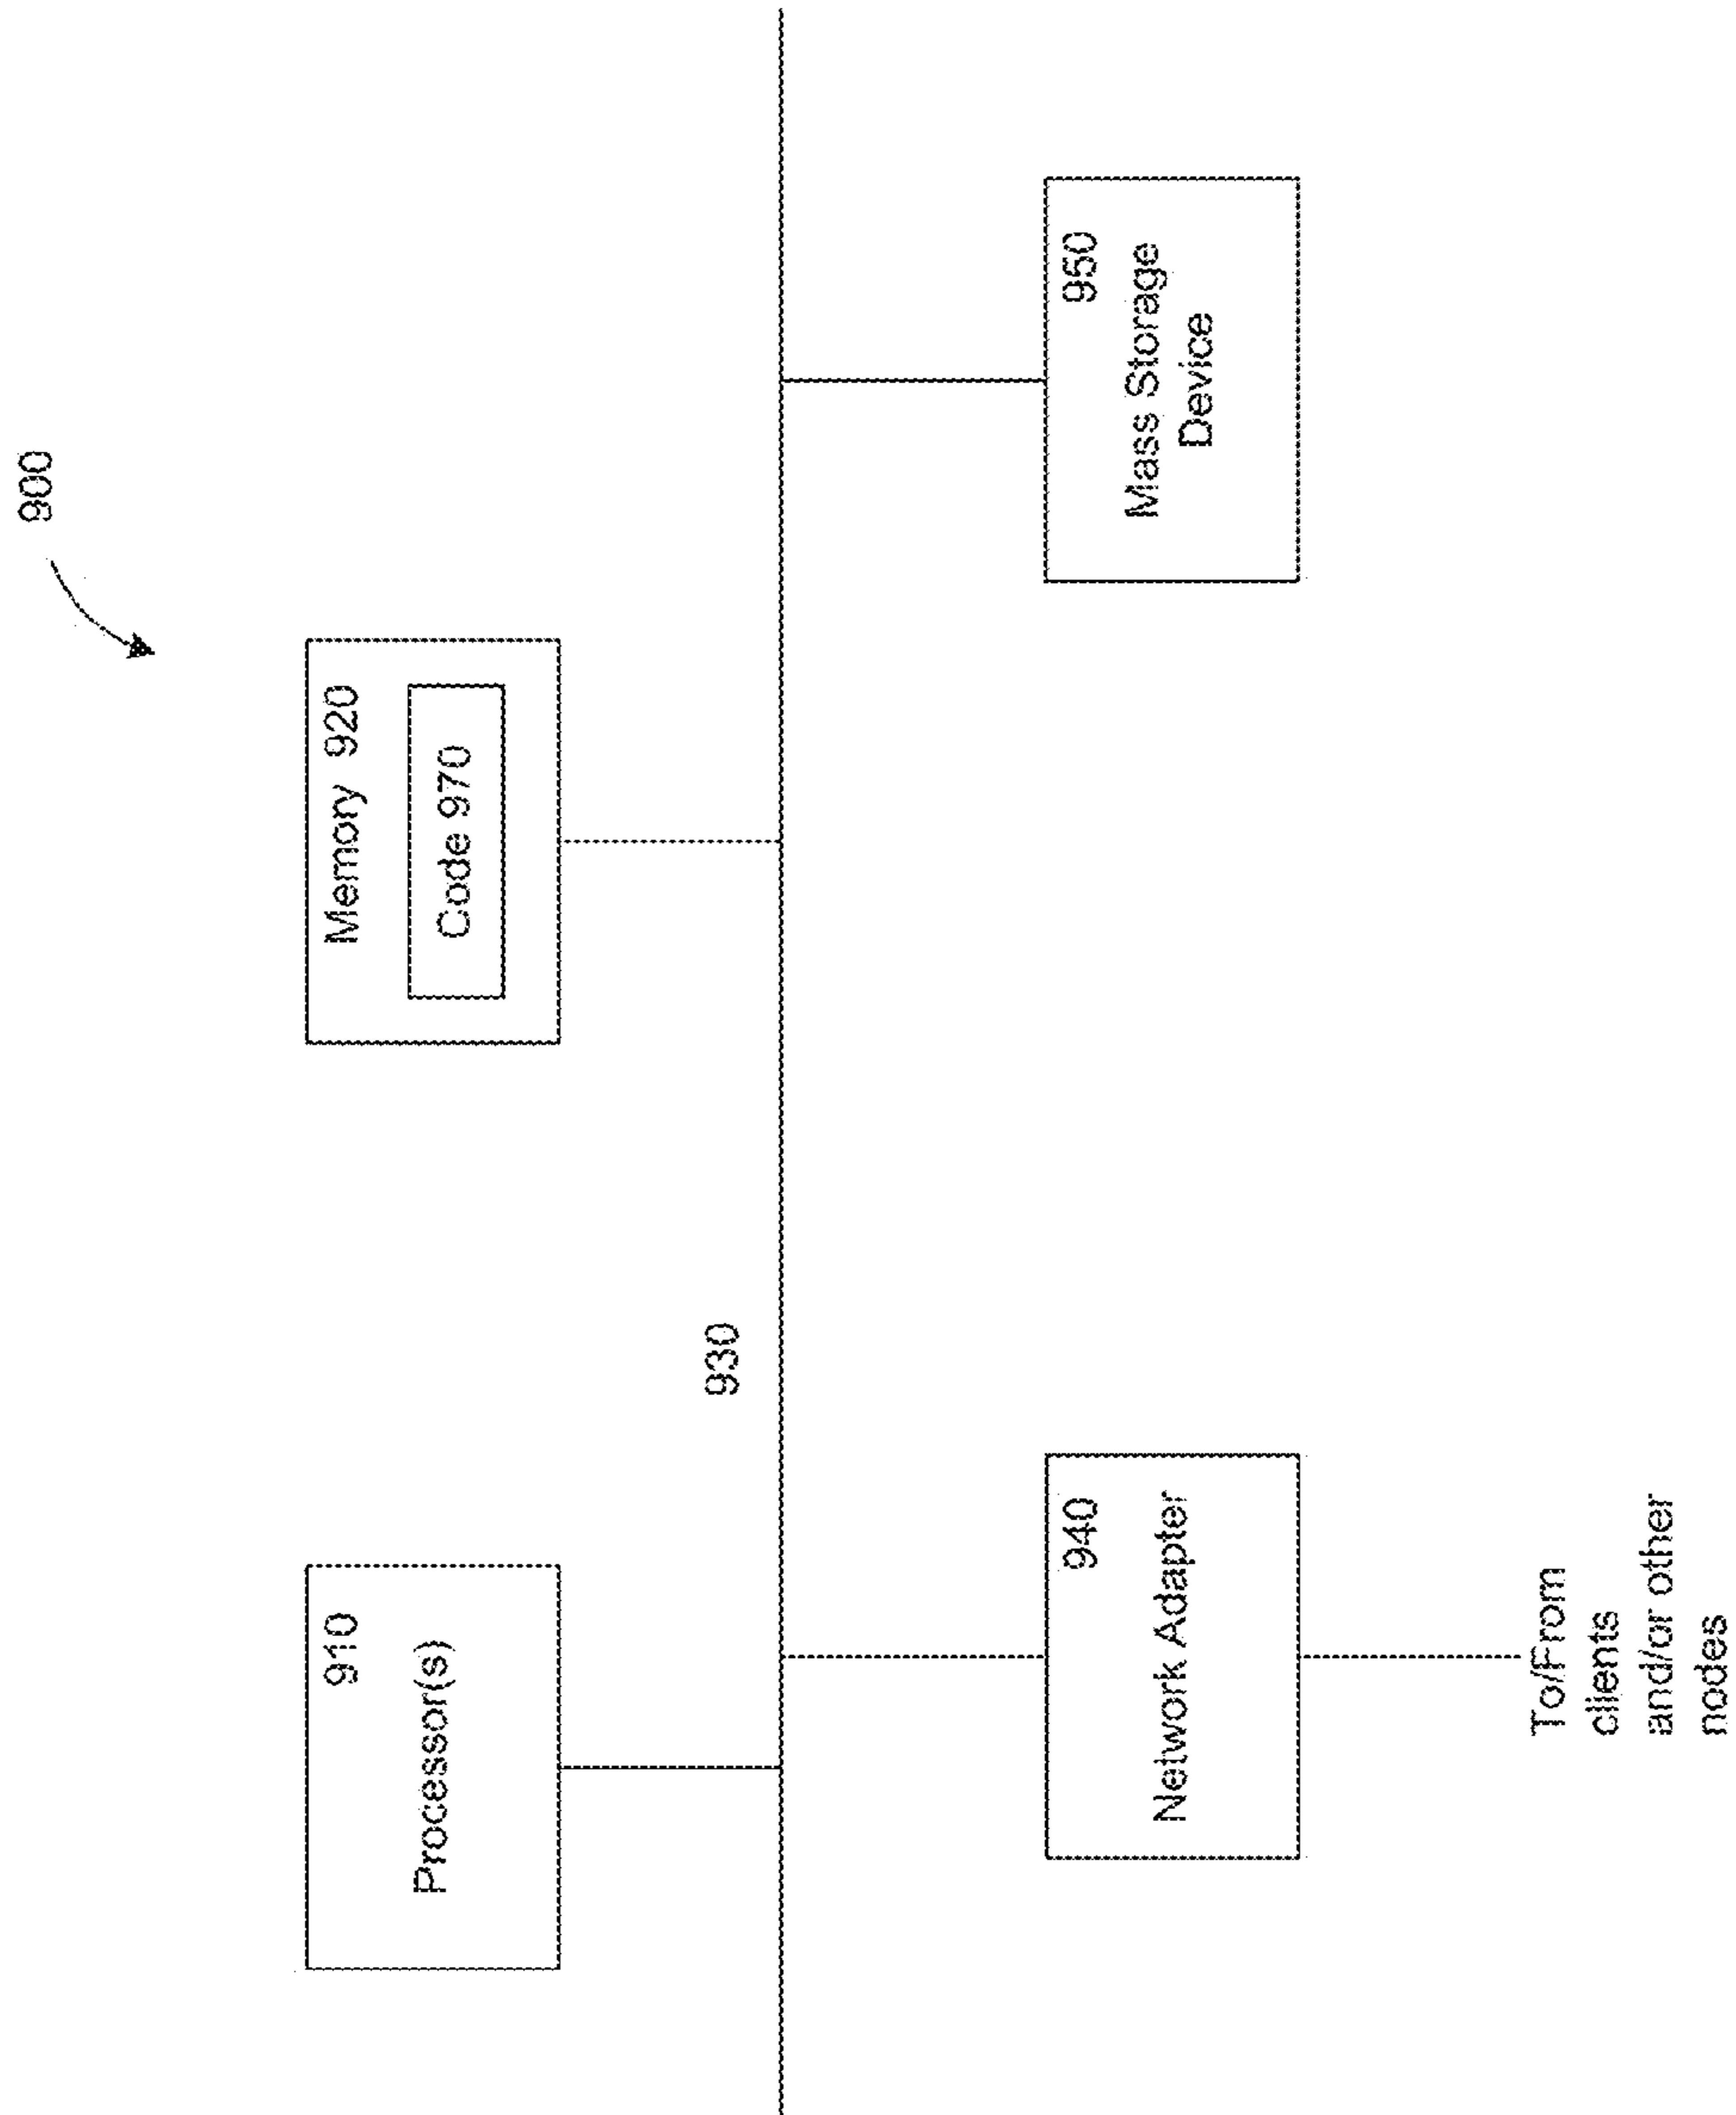 900
910
Processor(s)
Memory 920
Code 970
930
940
Network Adapter
950
Mass Storage
Device
To/From
clients
and/or other
nodes